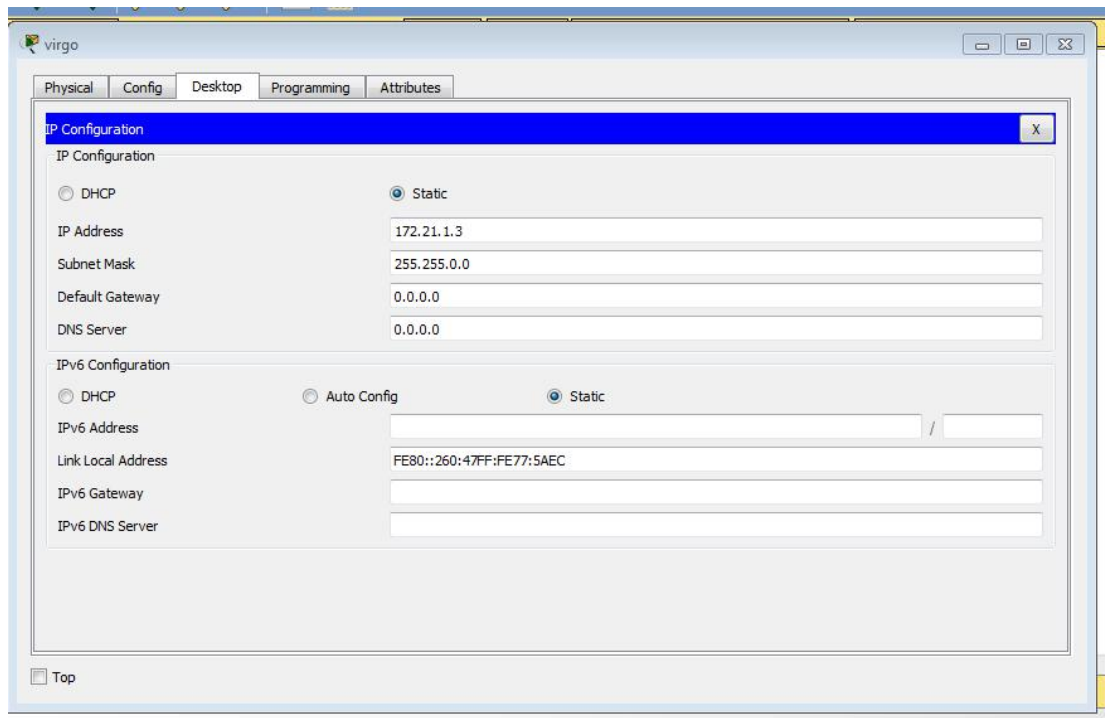 virgo
Physical Config Desktop Programming Attributes
IP Configuration X
IP Configuration
DHCP Static
IP Address 172.21.1.3
Subnet Mask 255.255.0.0
Default Gateway 0.0.0.0
DNS Server 0.0.0.0
IPv6 Configuration
DHCP Auto Config Static
IPv6 Address /
Link Local Address FE80::260:47FF:FE77:5AEC
IPv6 Gateway
IPv6 DNS Server
Top